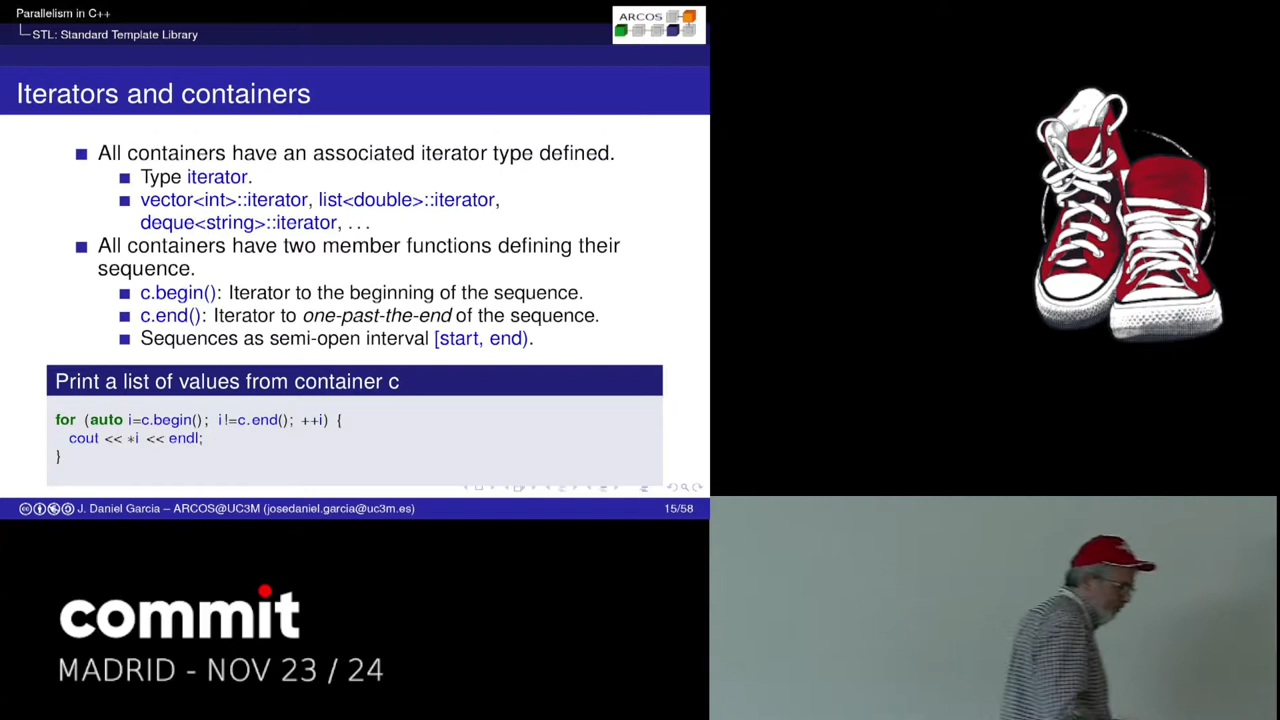 Parallelism in C++
STL: Standard Template Library
ARCOS
Iterators and containers
All containers have an associated iterator type defined.
Type iterator.
vector<int>::iterator, list<double>::iterator,
deque<string>::iterator, ...
All containers have two member functions defining their
sequence.
c.begin(): Iterator to the beginning of the sequence.
c.end(): Iterator to one-past-the-end of the sequence.
Sequences as semi-open interval [start, end).
Print a list of values from container c
for (auto i=c.begin(); i!=c.end(); ++i) {
cout << *i << endl;
}
J. Daniel Garcia – ARCOS@UC3M (josedaniel.garcia@uc3m.es)
15/58
commit
MADRID - NOV 23 / 24